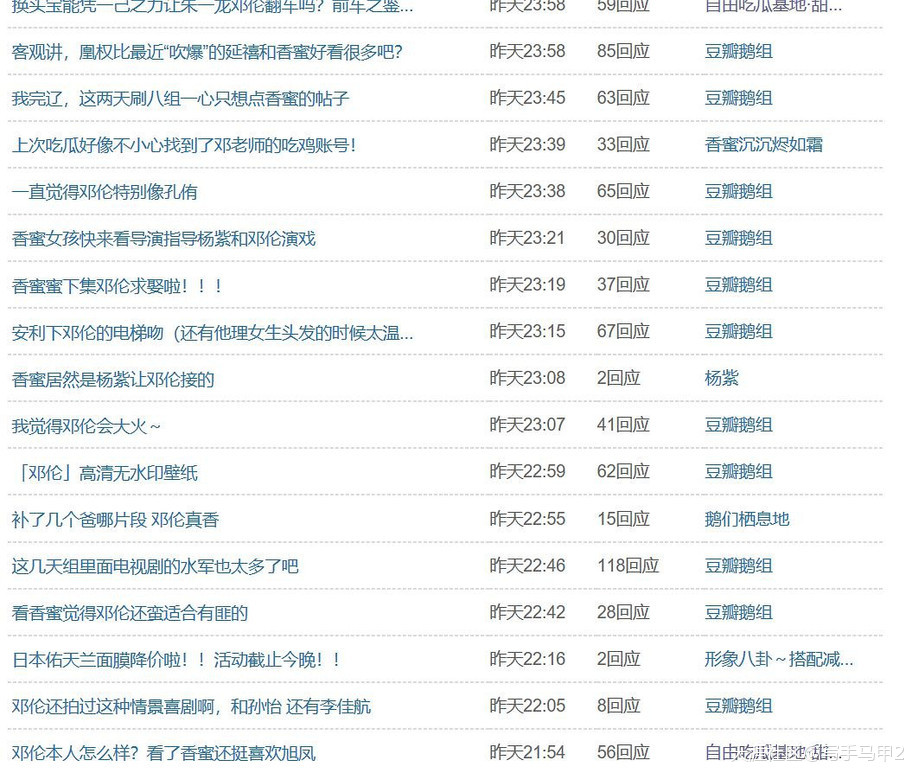 换头宝能凭一己之力让朱一龙邓伦翻车吗？前车之鉴... 昨天23:58 59回应 自由吃瓜基地·甜...
客观讲，凰权比最近“吹爆”的延禧和香蜜好看很多吧？ 昨天23:58 85回应 豆瓣鹅组
我完辽，这两天刷八组一心只想点香蜜的帖子 昨天23:45 63回应 豆瓣鹅组
上次吃瓜好像不小心找到了邓老师的吃鸡账号！ 昨天23:39 33回应 香蜜沉沉烬如霜
一直觉得邓伦特别像孔侑 昨天23:38 65回应 豆瓣鹅组
香蜜女孩快来看导演指导杨紫和邓伦演戏 昨天23:21 30回应 豆瓣鹅组
香蜜蜜下集邓伦求娶啦！！！ 昨天23:19 37回应 豆瓣鹅组
安利下邓伦的电梯吻（还有他理女生头发的时候太温... 昨天23:15 67回应 豆瓣鹅组
香蜜居然是杨紫让邓伦接的 昨天23:08 2回应 杨紫
我觉得邓伦会大火～ 昨天23:07 41回应 豆瓣鹅组
「邓伦」高清无水印壁纸 昨天22:59 62回应 豆瓣鹅组
补了几个爸哪片段 邓伦真香 昨天22:55 15回应 鹅们栖息地
这几天组里面电视剧的水军也太多了吧 昨天22:46 118回应 豆瓣鹅组
看香蜜觉得邓伦还蛮适合有匪的 昨天22:42 28回应 豆瓣鹅组
日本佑天兰面膜降价啦！！活动截止今晚！！ 昨天22:16 2回应 形象八卦～搭配减...
邓伦还拍过这种情景喜剧啊，和孙怡 还有李佳航 昨天22:05 8回应 豆瓣鹅组
邓伦本人怎么样？看了香蜜还挺喜欢旭凤 昨天21:54 56回应 自由吃瓜基地·甜...